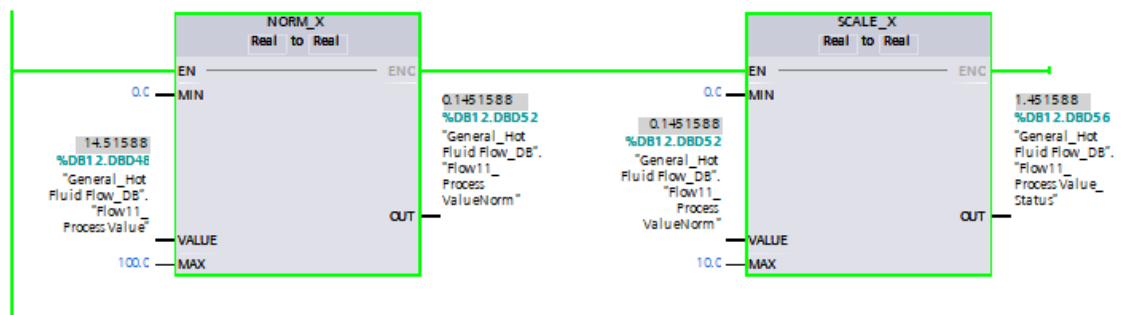 NORM_X
Real to Real
EN
ENO
0.0
MIN
14.51588
%DB12.DBD48
"General_Hot
Fluid Flow_DB".
"Flow11_
Process Value"
VALUE
100.0
MAX
0.1451588
%DB12.DBD52
"General_Hot
Fluid Flow_DB".
"Flow11_
Process
ValueNorm"
OUT
SCALE_X
Real to Real
EN
ENO
0.0
MIN
0.1451588
%DB12.DBD52
"General_Hot
Fluid Flow_DB".
"Flow11_
Process
ValueNorm"
VALUE
10.0
MAX
1.451588
%DB12.DBD56
"General_Hot
Fluid Flow_DB".
"Flow11_
Process Value_
Status"
OUT